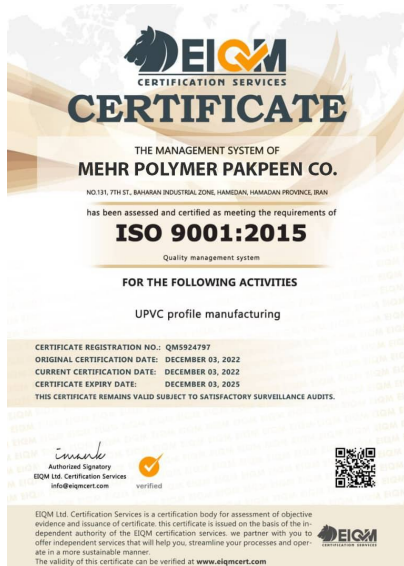 EIQM
CERTIFICATION SERVICES
CERTIFICATE
THE MANAGEMENT SYSTEM OF
MEHR POLYMER PAKPEEN CO.
NO.131, 7TH ST., BAHARAN INDUSTRIAL ZONE, HAMEDAN, HAMADAN PROVINCE, IRAN
has been assessed and certified as meeting the requirements of
ISO 9001:2015
Quality management system
FOR THE FOLLOWING ACTIVITIES
UPVC profile manufacturing
CERTIFICATE REGISTRATION NO.: QM5924797
ORIGINAL CERTIFICATION DATE: DECEMBER 03, 2022
CURRENT CERTIFICATION DATE: DECEMBER 03, 2022
CERTIFICATE EXPIRY DATE: DECEMBER 03, 2025
THIS CERTIFICATE REMAINS VALID SUBJECT TO SATISFACTORY SURVEILLANCE AUDITS.
Authorized Signatory
EIQM Ltd. Certification Services
info@eiqmcert.com
verified
EIQM Ltd. Certification Services is a certification body for assessment of objective
evidence and issuance of certificate. this certificate is issued on the basis of the in-
dependent authority of the EIQM certification services. we partner with you to
offer independent services that will help you, streamline your processes and oper-
ate in a more sustainable manner.
The validity of this certificate can be verified at www.eiqmcert.com
EIQM
CERTIFICATION SERVICES